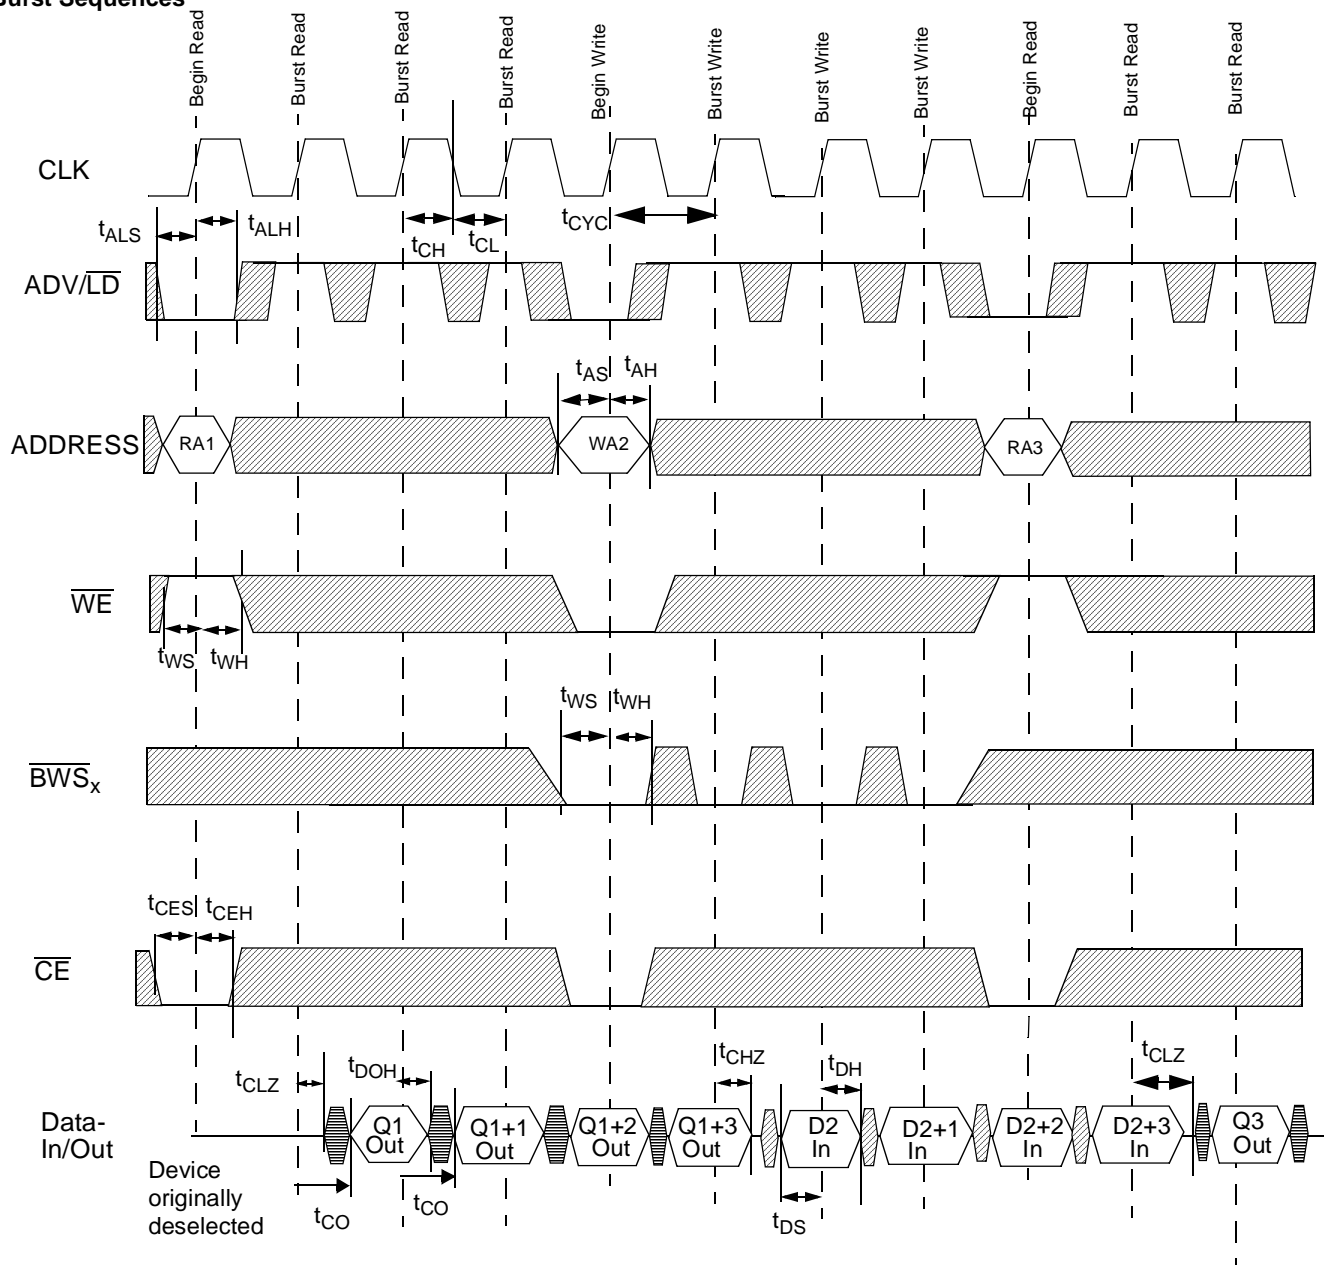 Burst Sequences
Begin Read
Burst Read
Burst Read
Burst Read
Begin Write
Burst Write
Burst Write
Burst Write
Begin Read
Burst Read
Burst Read
CLK
tALS
tALH
tCH
tCL
tCYC
ADV/LD
tAS
tAH
ADDRESS
RA1
WA2
RA3
WE
tWS
tWH
tWS
tWH
BWSx
tCES
tCEH
CE
tCLZ
tDOH
tCHZ
tDH
tCLZ
Data-
In/Out
Q1
Out
Q1+1
Out
Q1+2
Out
Q1+3
Out
D2
In
D2+1
In
D2+2
In
D2+3
In
Q3
Out
Device
originally
deselected
tCO
tCO
tDS